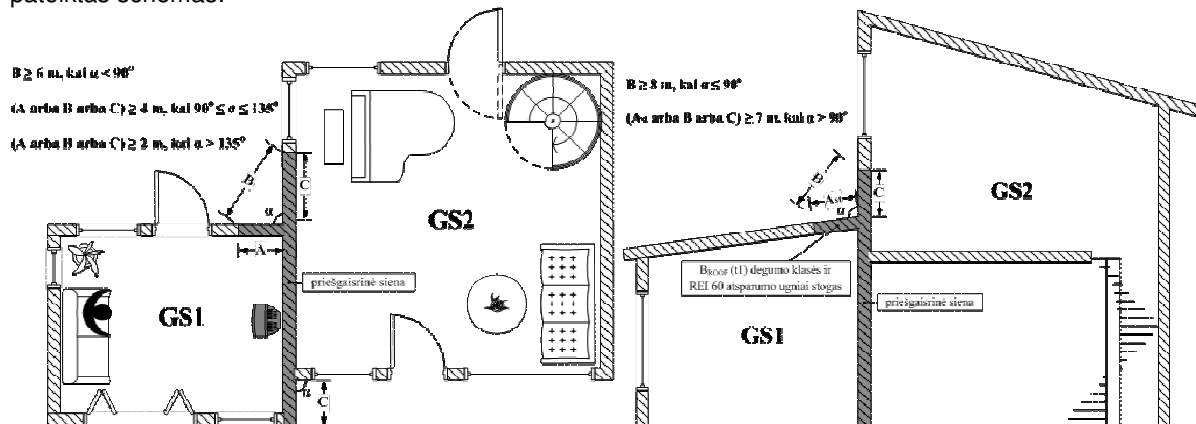 pateiktas schemas.
B ≥ 6 m, kai α < 90°
(A arba B arba C) ≥ 4 m, kai 90° ≤ α ≤ 135°
(A arba B arba C) ≥ 2 m, kai α > 135°
B
C
α
A
GS2
GS1
priešgaisrinė siena
α
C
B ≥ 8 m, kai α ≤ 90°
(Ast arba B arba C) ≥ 7 m, kai α > 90°
B
Ast
C
α
GS2
BROOF (t1) degumo klasės ir
REI 60 atsparumo ugniai stogas
priešgaisrinė siena
GS1